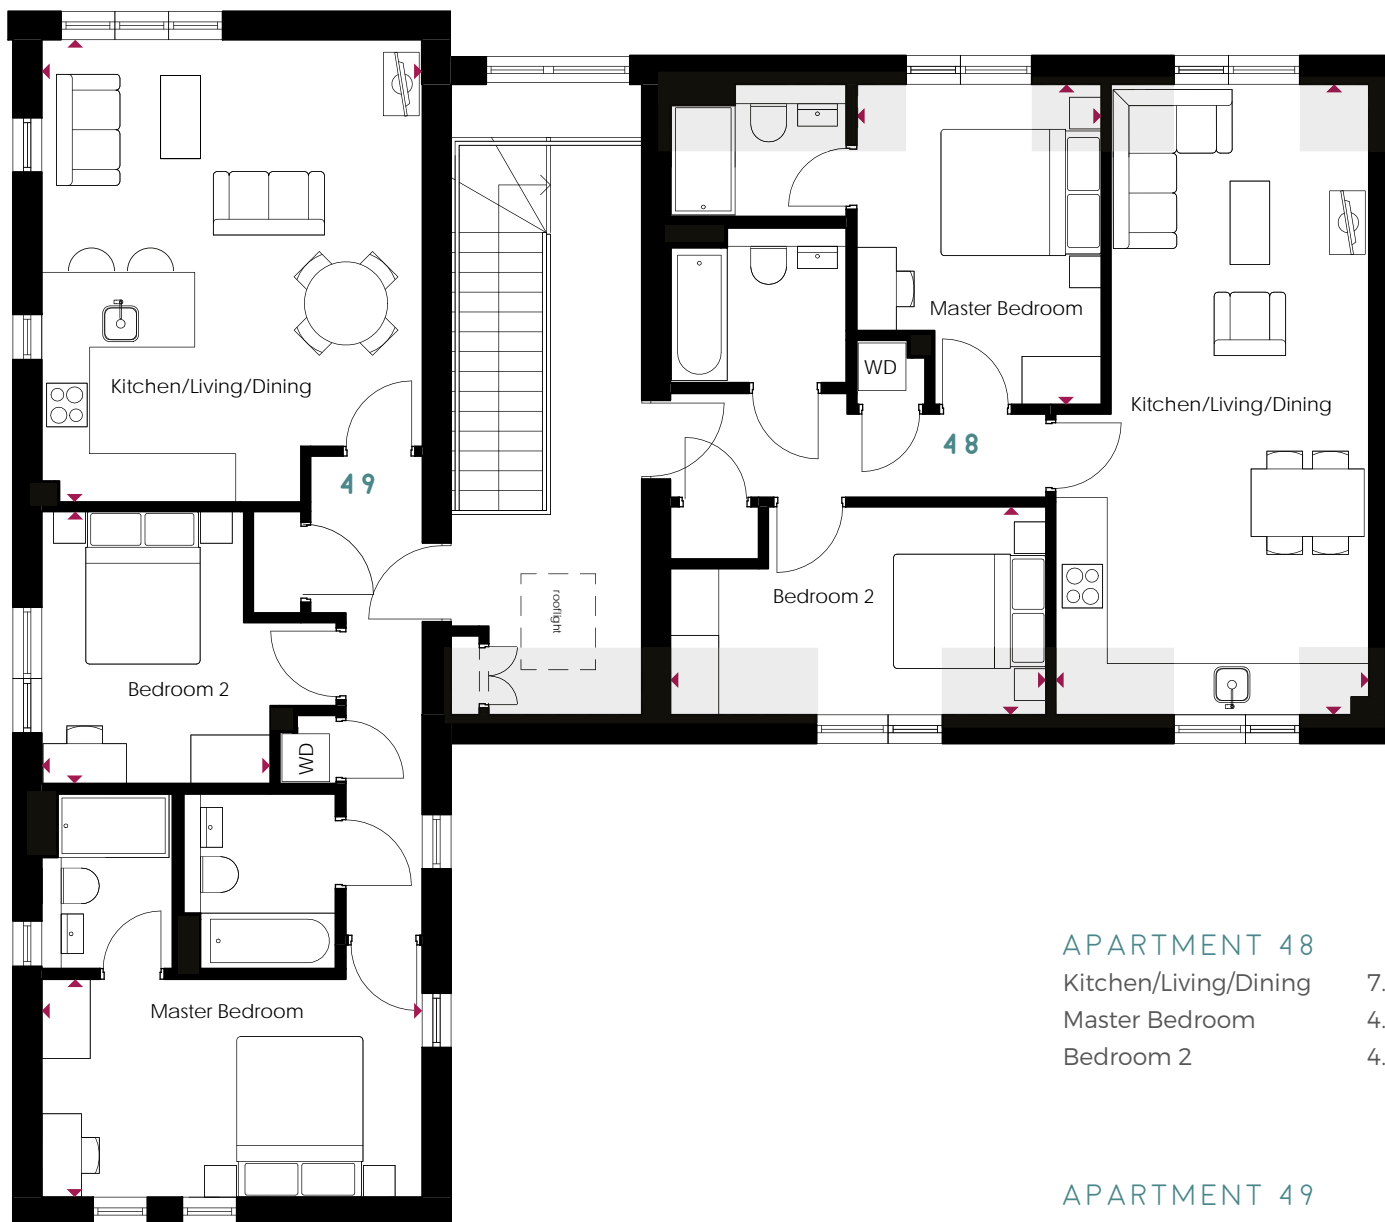 Kitchen/Living/Dining
49
Bedroom 2
WD
Master Bedroom
rooflight
Master Bedroom
WD
48
Kitchen/Living/Dining
Bedroom 2
APARTMENT 48
Kitchen/Living/Dining 7.
Master Bedroom 4.
Bedroom 2 4.
APARTMENT 49